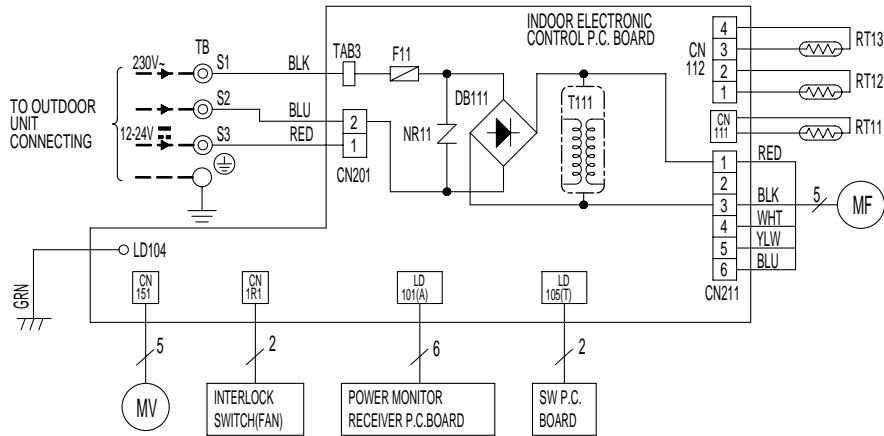 INDOOR ELECTRONIC
CONTROL P.C. BOARD
TO OUTDOOR
UNIT
CONNECTING
230V~
12-24V
TB
S1
S2
S3
BLK
BLU
RED
TAB3
F11
2
1
CN201
NR11
DB111
T111
CN
112
4
3
2
1
RT13
RT12
CN
111
RT11
1
2
3
4
5
6
CN211
RED
BLK
WHT
YLW
BLU
5
MF
LD104
GRN
CN
151
5
MV
CN
1R1
2
INTERLOCK
SWITCH(FAN)
LD
101(A)
6
POWER MONITOR
RECEIVER P.C.BOARD
LD
105(T)
2
SW P.C.
BOARD